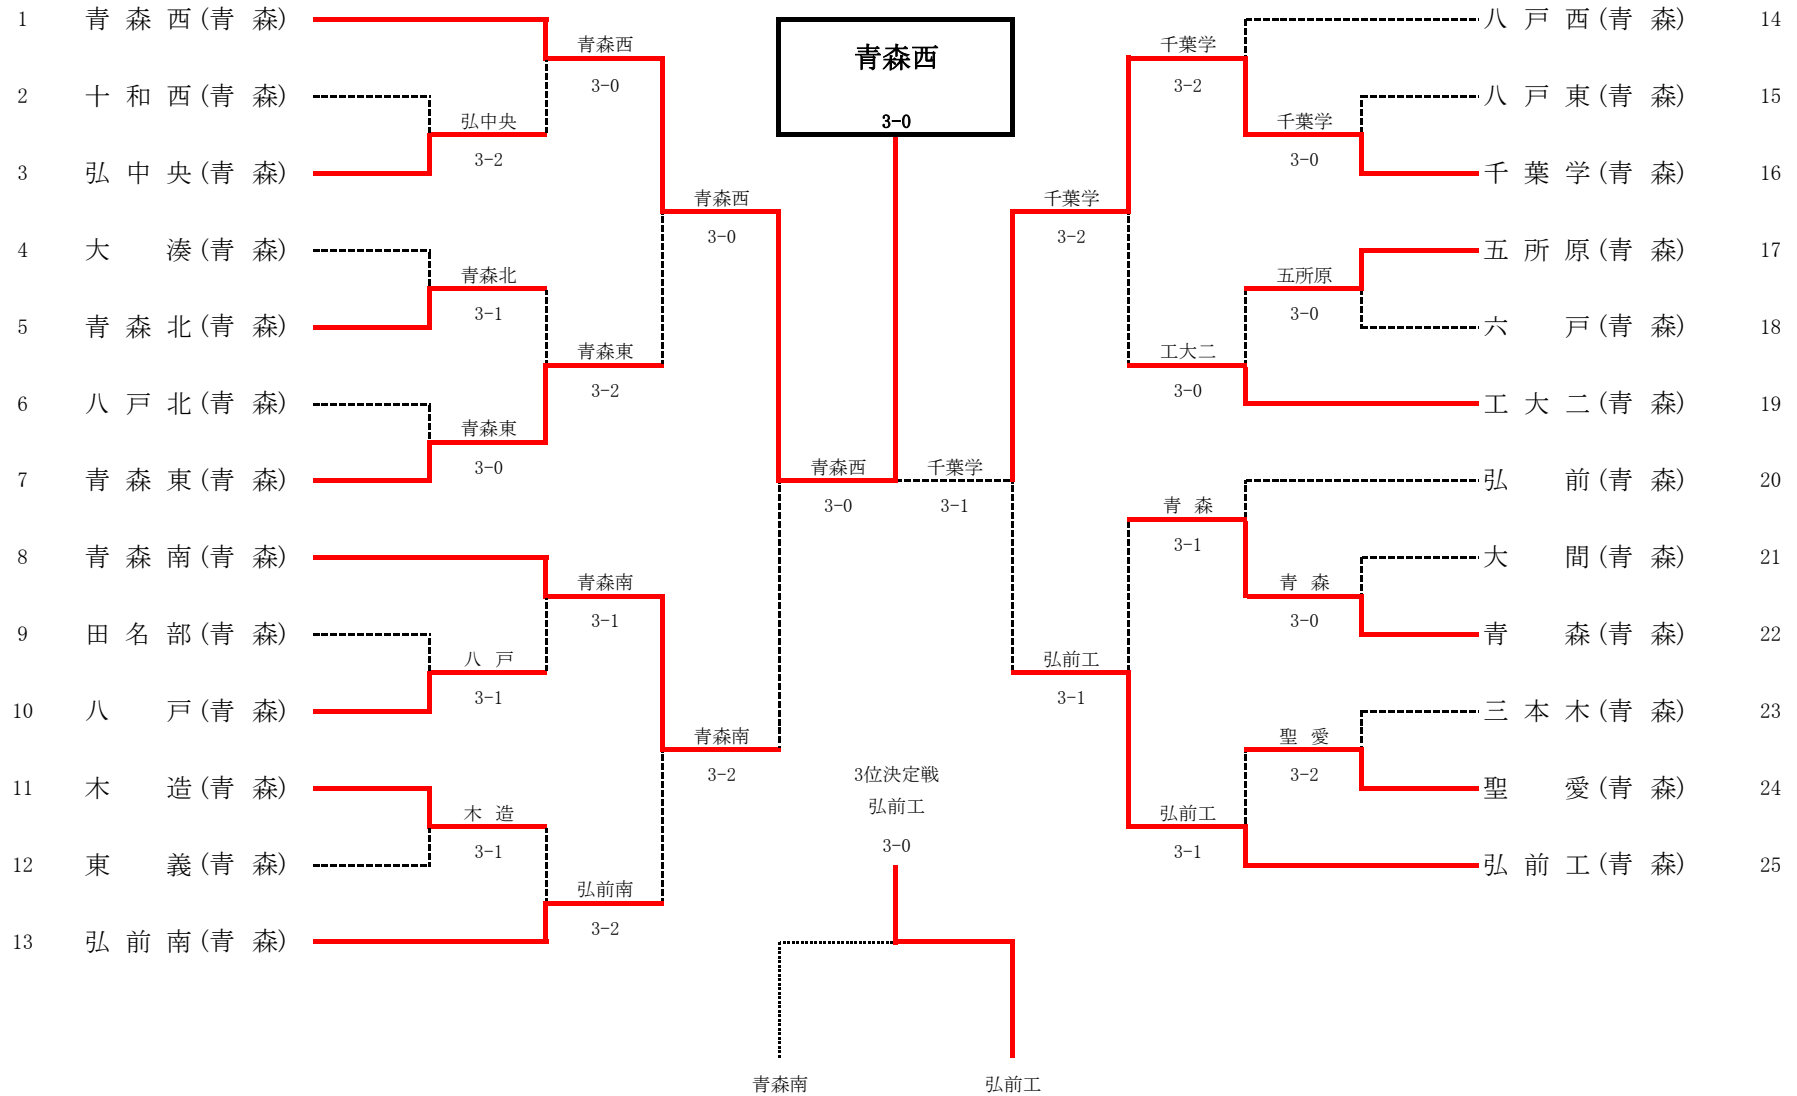 1 青 森 西 (青 森)
2 十 和 西 (青 森)
3 弘 中 央 (青 森)
4 大 湊 (青 森)
5 青 森 北 (青 森)
6 八 戸 北 (青 森)
7 青 森 東 (青 森)
8 青 森 南 (青 森)
9 田 名 部 (青 森)
10 八 戸 (青 森)
11 木 造 (青 森)
12 東 義 (青 森)
13 弘 前 南 (青 森)
弘中央
3-2
青森北
3-1
青森東
3-0
八 戸
3-1
木 造
3-1
青森西
3-0
青森東
3-2
青森南
3-1
弘前南
3-2
青森西
3-0
青森南
3-2
青森西
3-0
青森西
3-0
千葉学
3-1
3位決定戦
弘前工
3-0
青森南
弘前工
千葉学
3-2
弘前工
3-1
千葉学
3-2
工大二
3-0
青 森
3-1
弘前工
3-1
千葉学
3-0
五所原
3-0
青 森
3-0
聖 愛
3-2
八 戸 西 (青 森) 14
八 戸 東 (青 森) 15
千 葉 学 (青 森) 16
五 所 原 (青 森) 17
六 戸 (青 森) 18
工 大 二 (青 森) 19
弘 前 (青 森) 20
大 間 (青 森) 21
青 森 (青 森) 22
三 本 木 (青 森) 23
聖 愛 (青 森) 24
弘 前 工 (青 森) 25